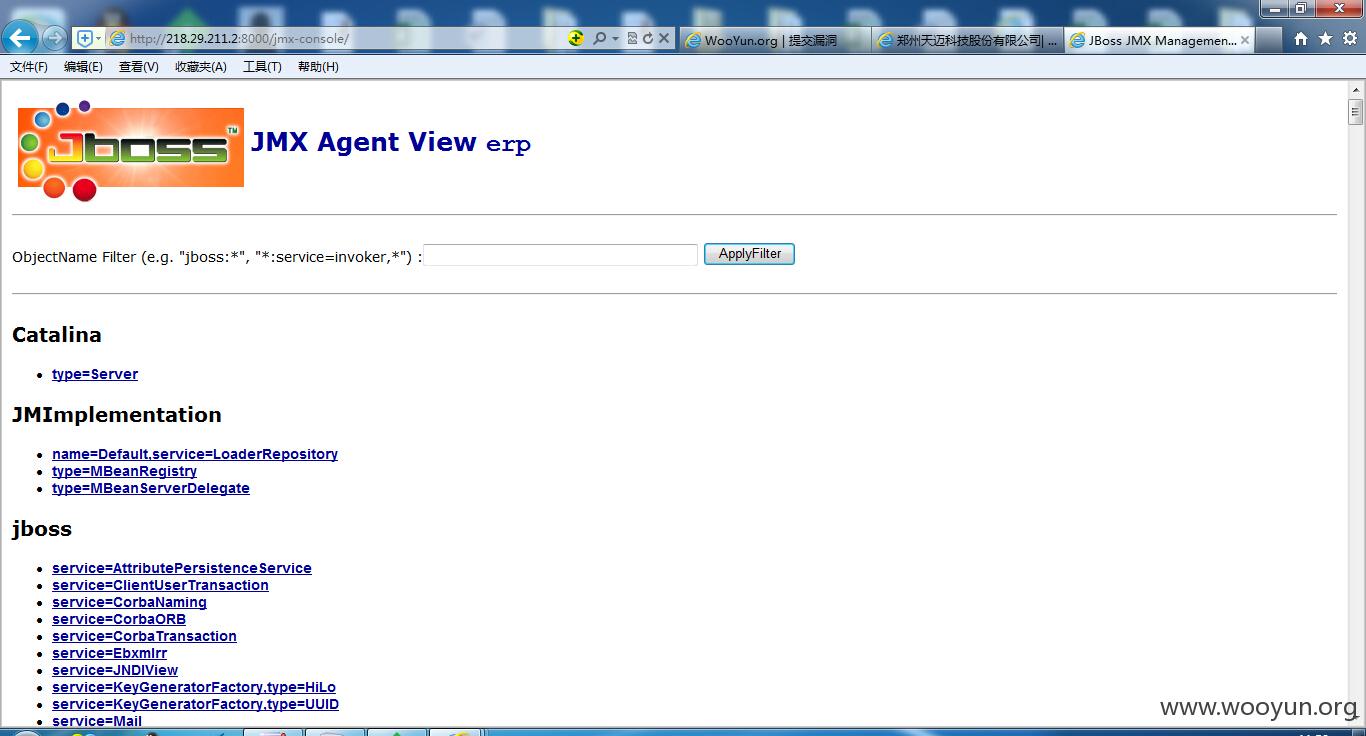 http://218.29.211.2:8000/jmx-console/
WooYun.org | 提交漏洞
郑州天迈科技股份有限公司| ...
JBoss JMX Managemen...
文件(F) 编辑(E) 查看(V) 收藏夹(A) 工具(T) 帮助(H)
Jboss TM
JMX Agent View erp
ObjectName Filter (e.g. "jboss:*", "*:service=invoker,*") :
ApplyFilter
Catalina
type=Server
JMImplementation
name=Default,service=LoaderRepository
type=MBeanRegistry
type=MBeanServerDelegate
jboss
service=AttributePersistenceService
service=ClientUserTransaction
service=CorbaNaming
service=CorbaORB
service=CorbaTransaction
service=Ebxmlrr
service=JNDIView
service=KeyGeneratorFactory,type=HiLo
service=KeyGeneratorFactory,type=UUID
service=Mail
www.wooyun.org